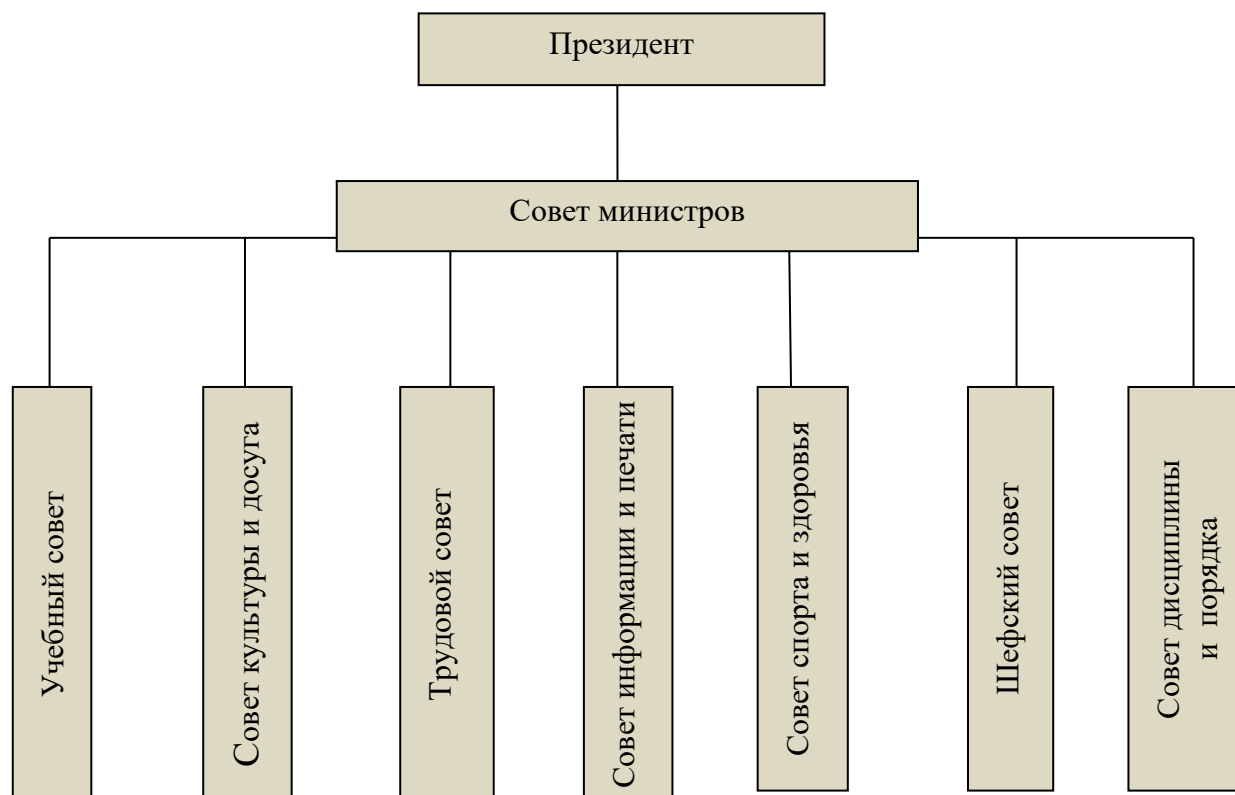 Президент
Совет министров
Учебный совет
Совет культуры и досуга
Трудовой совет
Совет информации и печати
Совет спорта и здоровья
Шефский совет
Совет дисциплины
и порядка